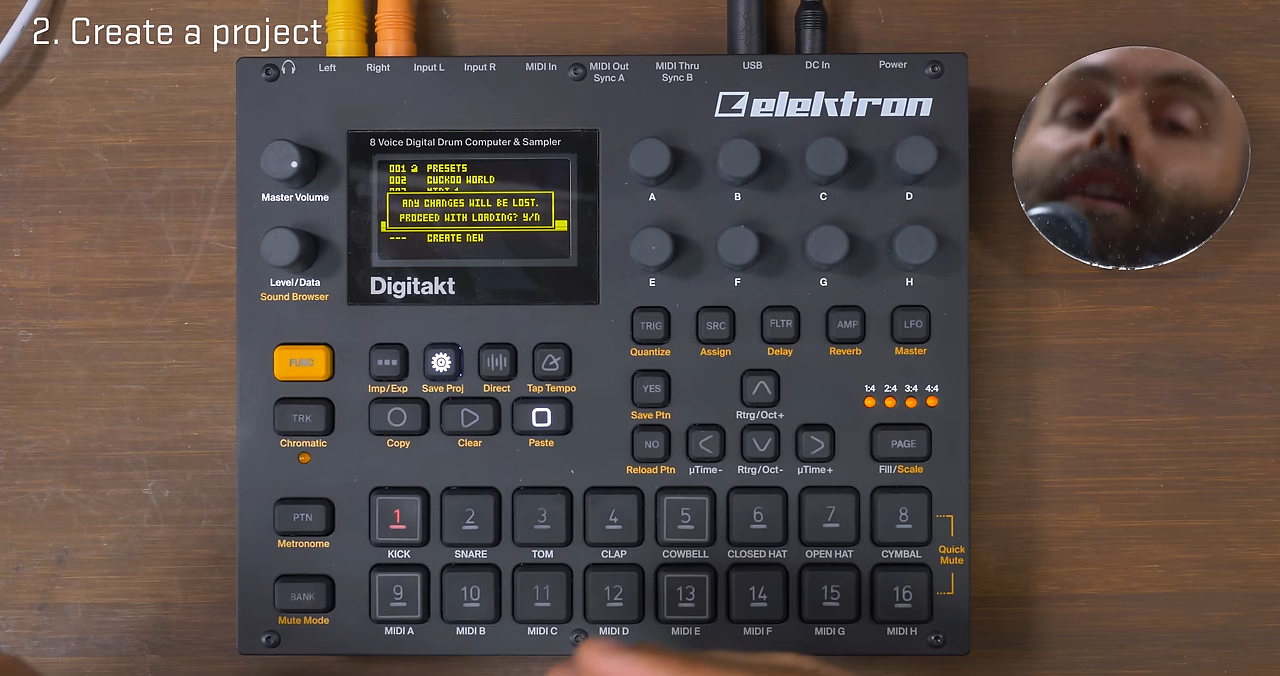 2. Create a project
Left Right Input L Input R MIDI In MIDI Out Sync A MIDI Thru Sync B USB DC In Power
elektron
8 Voice Digital Drum Computer & Sampler
001 PRESETS
002 CUCKOO WORLD
ANY CHANGES WILL BE LOST.
PROCEED WITH LOADING? Y/N
--- CREATE NEW
Digitakt
Master Volume
Level/Data
Sound Browser
A B C D
E F G H
TRIG SRC FLTR AMP LFO
Quantize Assign Delay Reverb Master
FUNC
Imp/Exp Save Proj Direct Tap Tempo
YES
Save Ptn Rtrg/Oct+
1:4 2:4 3:4 4:4
TRK
Chromatic Copy Clear Paste
NO PAGE
Reload Ptn µTime- Rtrg/Oct- µTime+ Fill/Scale
PTN
Metronome
1 2 3 4 5 6 7 8
KICK SNARE TOM CLAP COWBELL CLOSED HAT OPEN HAT CYMBAL
Quick
Mute
BANK
Mute Mode
9 10 11 12 13 14 15 16
MIDI A MIDI B MIDI C MIDI D MIDI E MIDI F MIDI G MIDI H